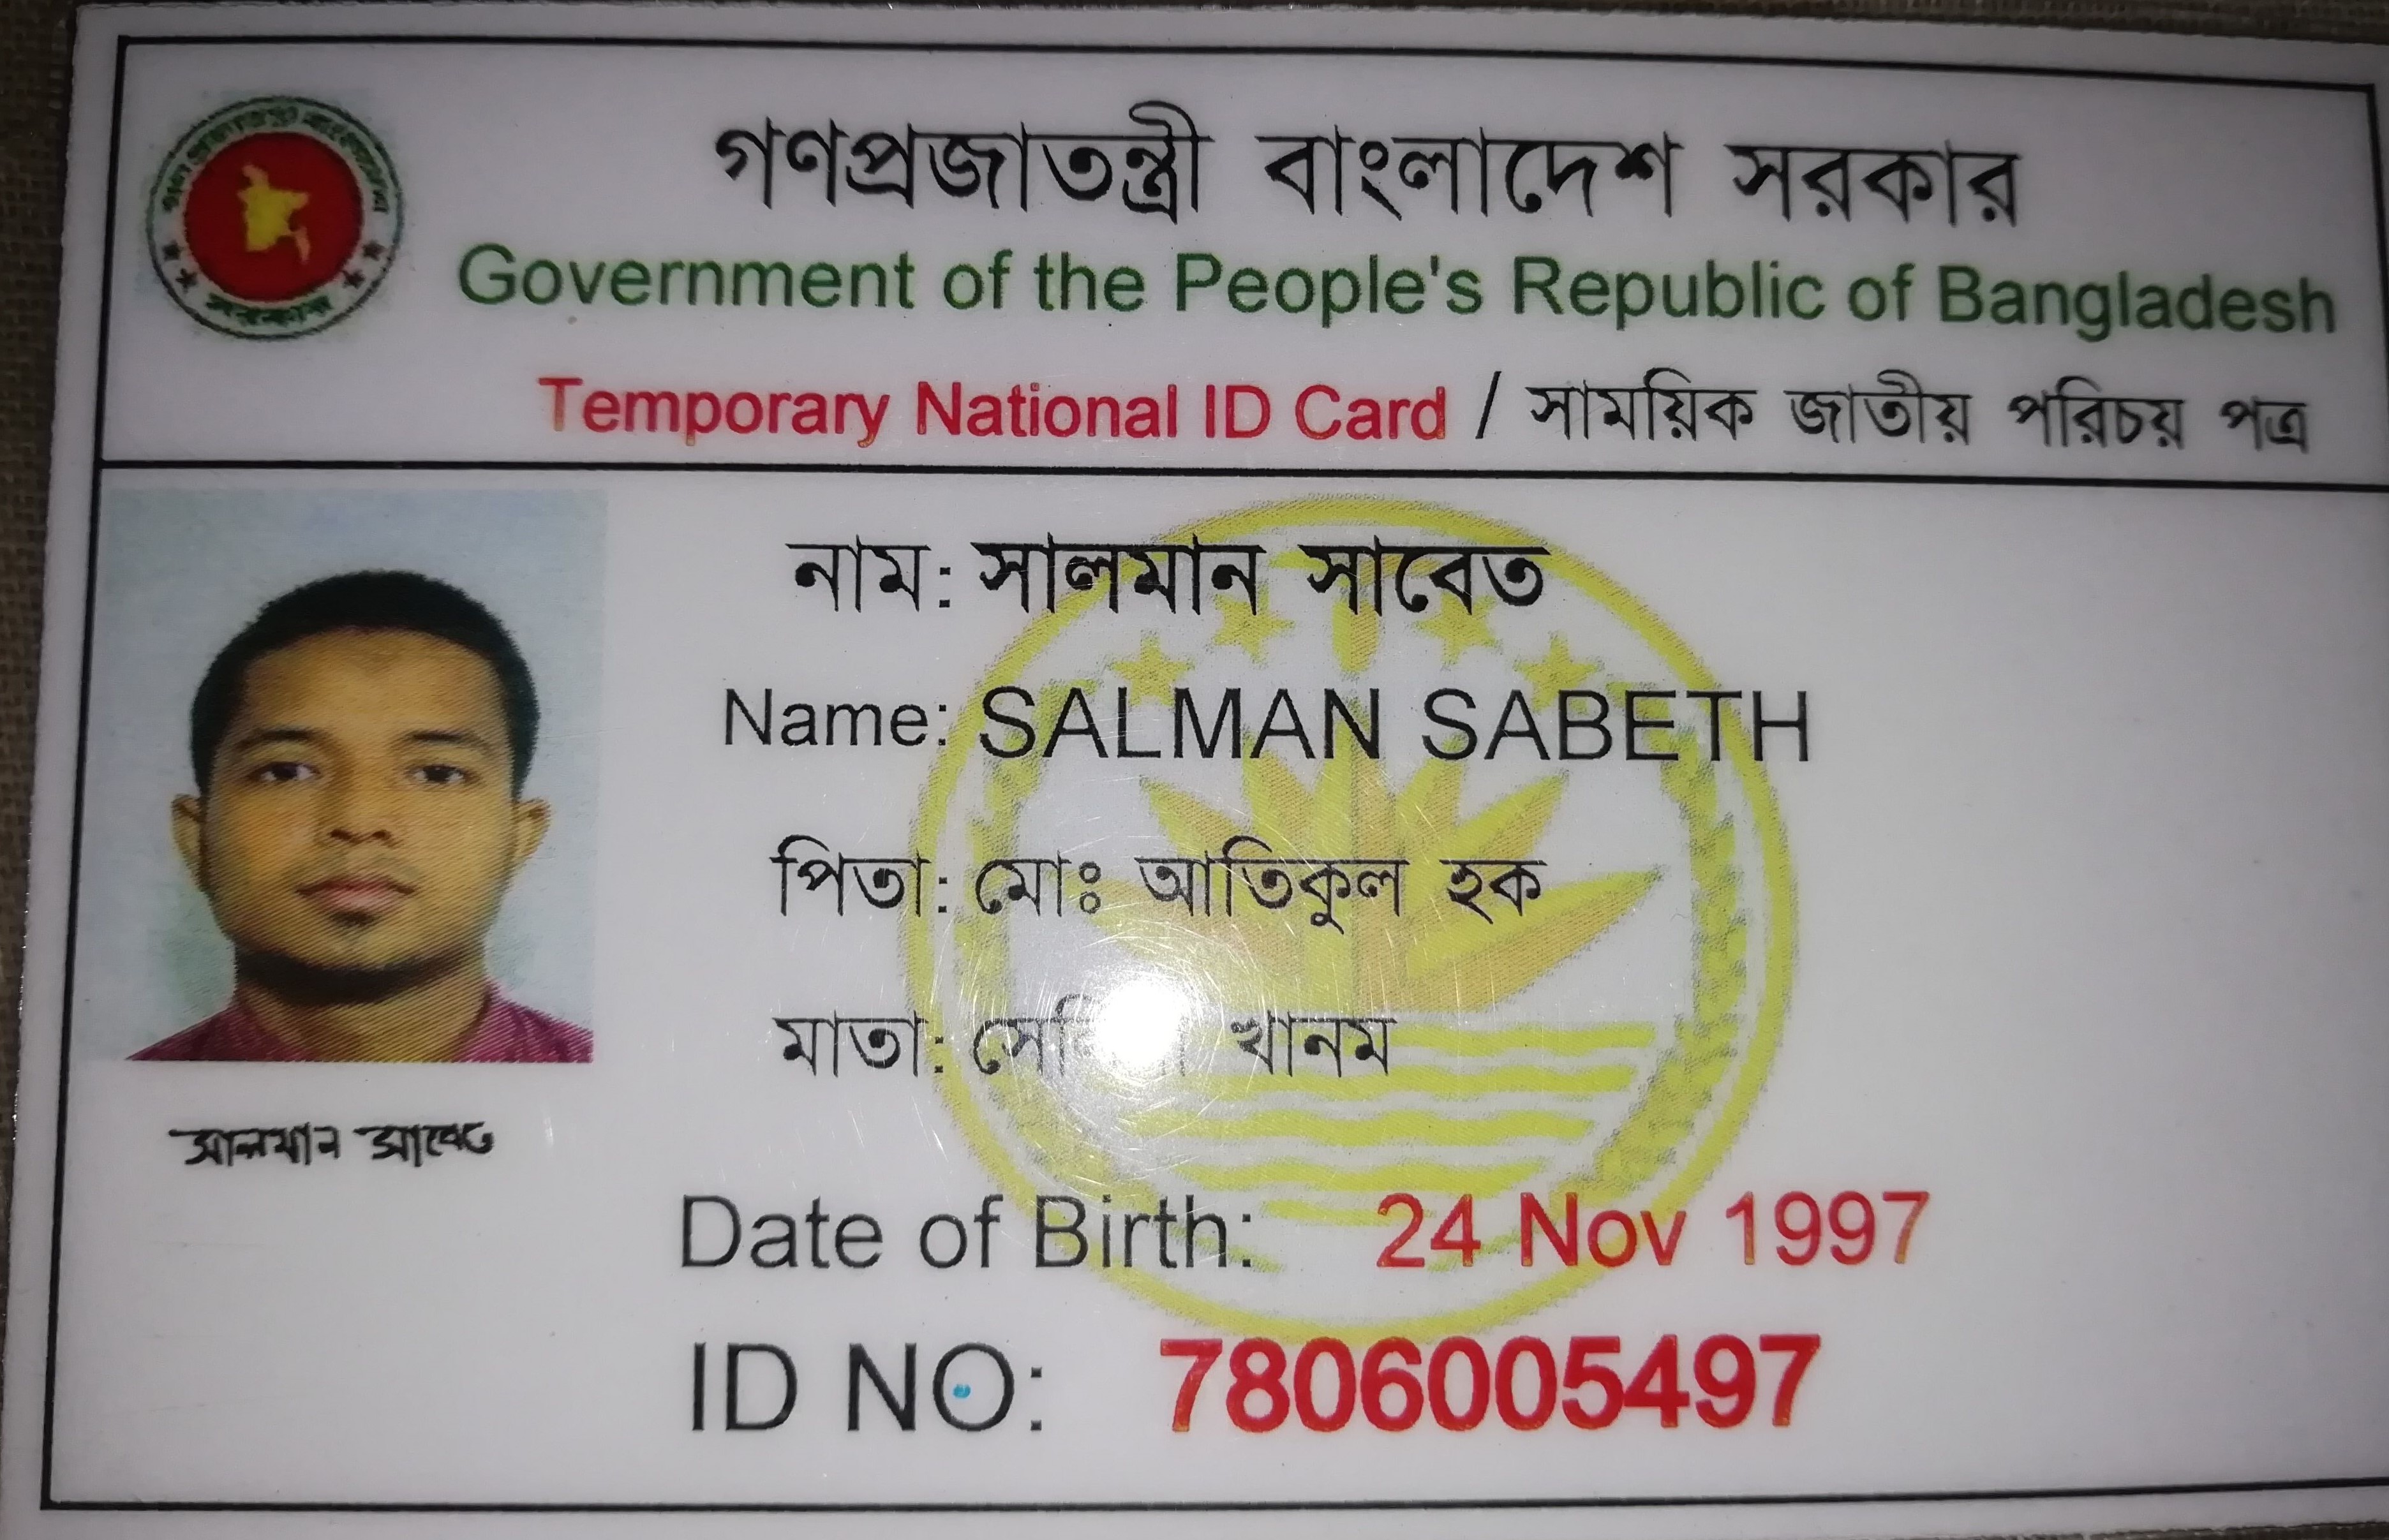 গণপ্রজাতন্ত্রী বাংলাদেশ সরকার
Government of the People's Republic of Bangladesh
Temporary National ID Card / সাময়িক জাতীয় পরিচয় পত্র
নাম: সালমান সাবেত
Name: SALMAN SABETH
পিতা: মোঃ আতিকুল হক
মাতা: খানম
সালমান সাবেত
Date of Birth: 24 Nov 1997
ID NO: 7806005497